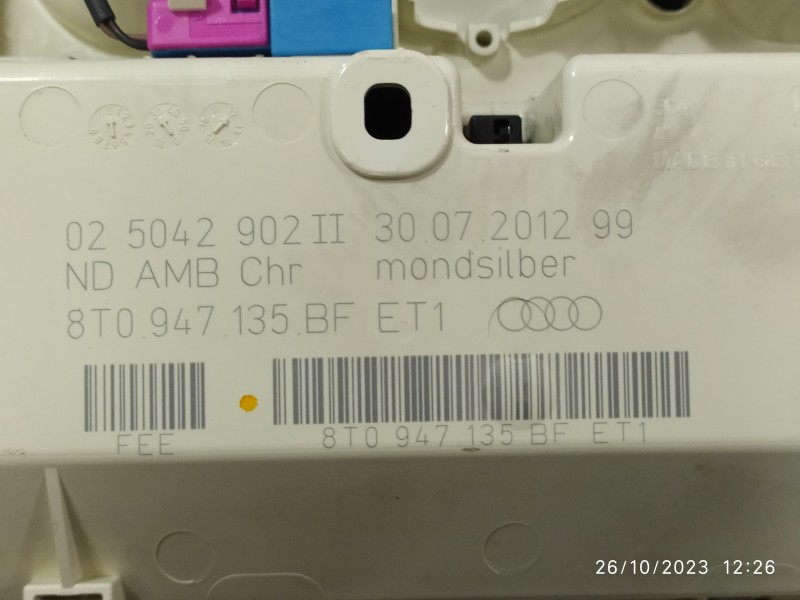 02 5042 902 II 30.07.2012 99
ND AMB Chr mondsilber
8T0.947.135.BF ET1
FEE
8T0.947.135.BF ET1
26/10/2023 12:26